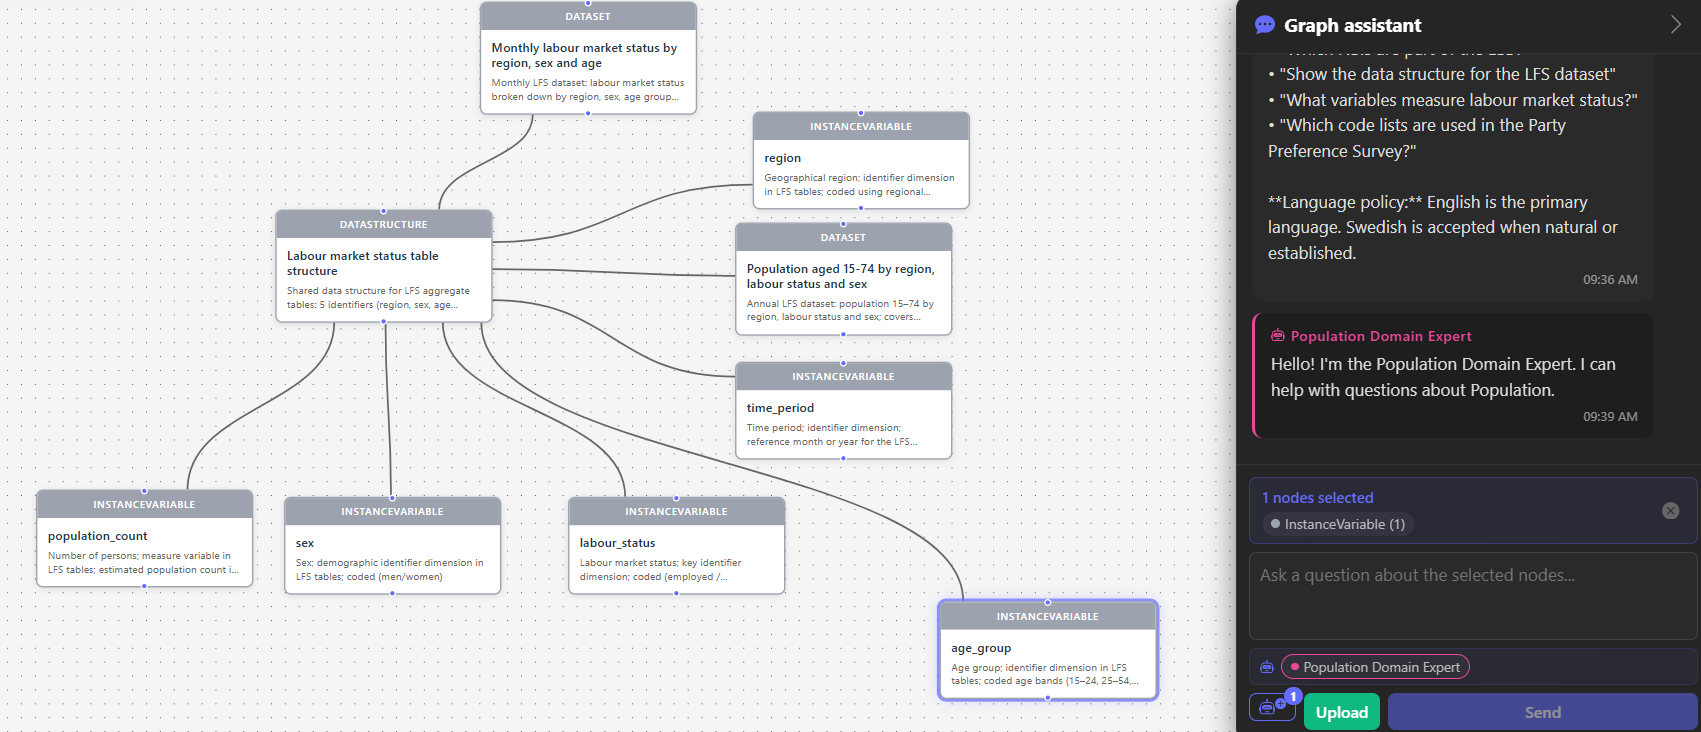 DATASET
Monthly labour market status by
region, sex and age
Monthly LFS dataset: labour market status
broken down by region, sex, age group...
INSTANCEVARIABLE
region
Geographical region; identifier dimension
in LFS tables; coded using regional...
DATASTRUCTURE
Labour market status table
structure
Shared data structure for LFS aggregate
tables: 5 identifiers (region, sex, age...
DATASET
Population aged 15-74 by region,
labour status and sex
Annual LFS dataset: population 15–74 by
region, labour status and sex; covers...
INSTANCEVARIABLE
time_period
Time period; identifier dimension;
reference month or year for the LFS...
INSTANCEVARIABLE
population_count
Number of persons; measure variable in
LFS tables; estimated population count i...
INSTANCEVARIABLE
sex
Sex; demographic identifier dimension in
LFS tables; coded (men/women)
INSTANCEVARIABLE
labour_status
Labour market status; key identifier
dimension; coded (employed /...
INSTANCEVARIABLE
age_group
Age group; identifier dimension in LFS
tables; coded age bands (15–24, 25–54,...
Graph assistant
• "Show the data structure for the LFS dataset"
• "What variables measure labour market status?"
• "Which code lists are used in the Party
Preference Survey?"
**Language policy:** English is the primary
language. Swedish is accepted when natural or
established.
09:36 AM
Population Domain Expert
Hello! I'm the Population Domain Expert. I can
help with questions about Population.
09:39 AM
1 nodes selected
InstanceVariable (1)
Ask a question about the selected nodes...
Population Domain Expert
1
Upload
Send